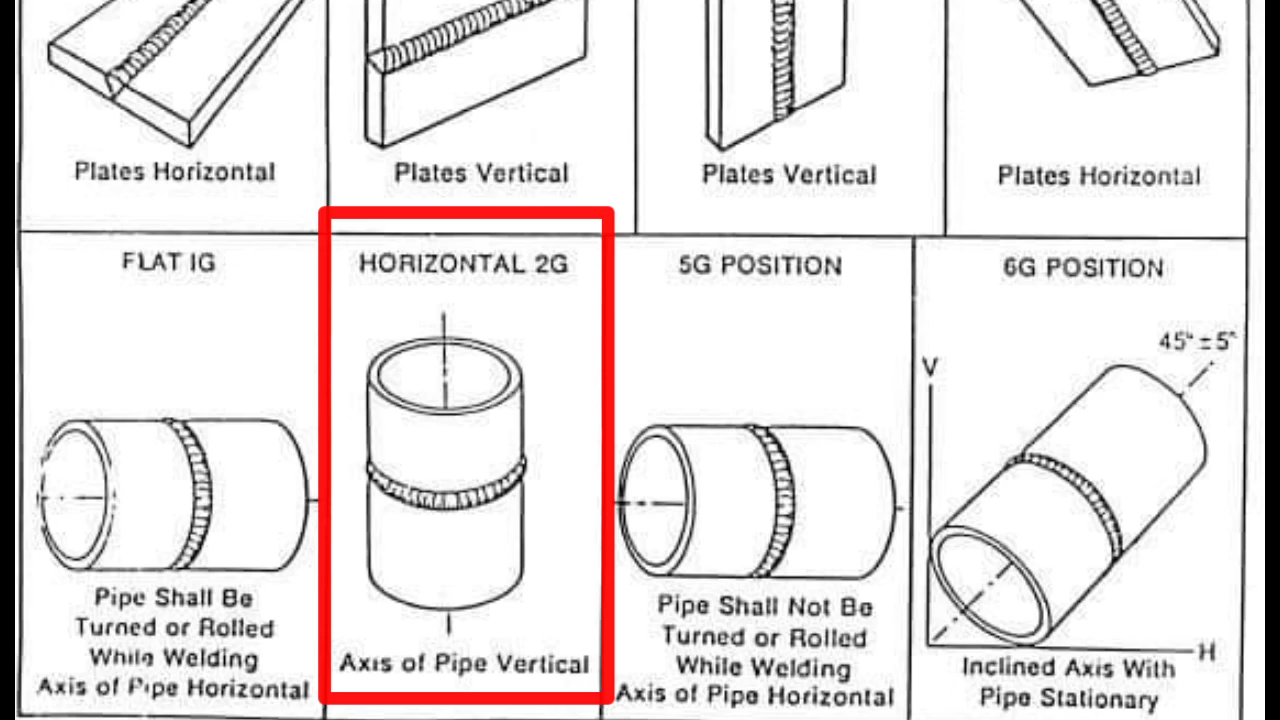 Plates Horizontal
Plates Vertical
Plates Vertical
Plates Horizontal
FLAT IG
HORIZONTAL 2G
5G POSITION
6G POSITION
45° ± 5°
V
H
Pipe Shall Be
Turned or Rolled
While Welding
Axis of Pipe Horizontal
Axis of Pipe Vertical
Pipe Shall Not Be
Turned or Rolled
While Welding
Axis of Pipe Horizontal
Inclined Axis With
Pipe Stationary